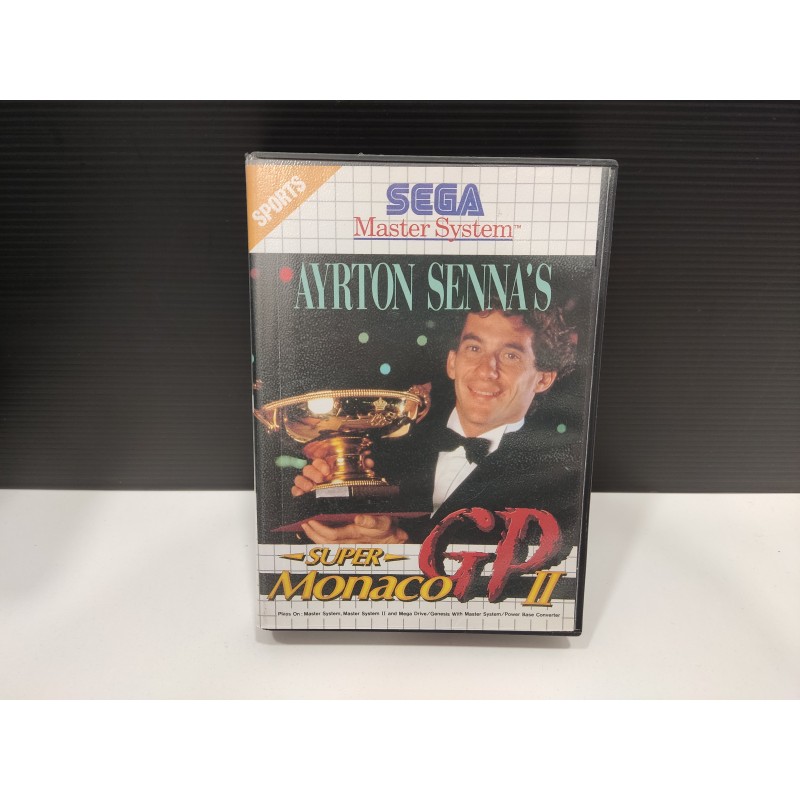 SPORTS
SEGA
Master System™
AYRTON SENNA'S
SUPER
Monaco GP II
Plays On: Master System, Master System II and Mega Drive/Genesis With Master System/Power Base Converter